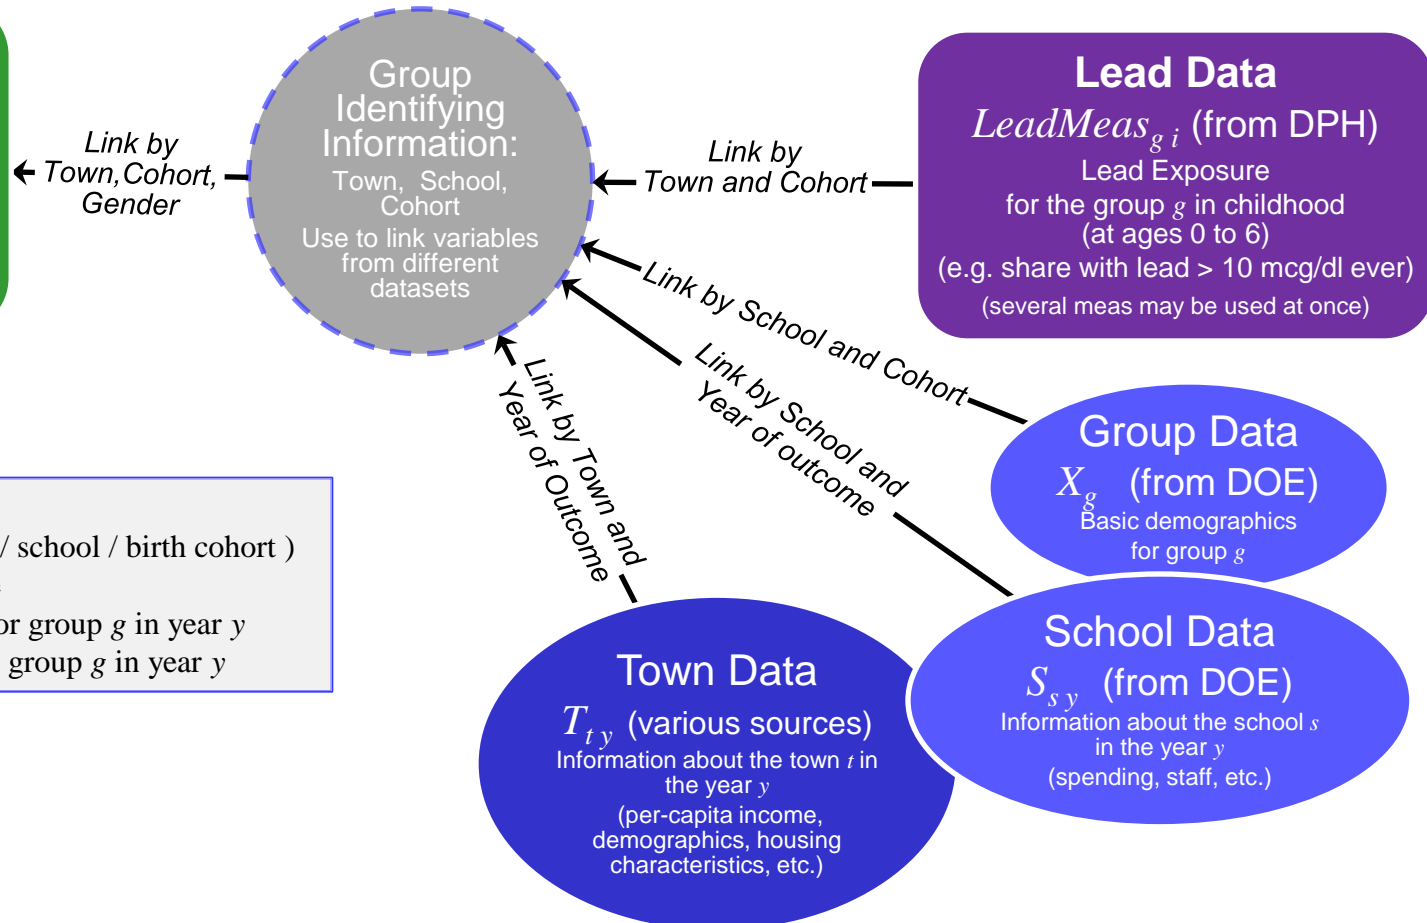 Group
Identifying
Information:
Town, School,
Cohort
Use to link variables
from different
datasets
Link by
Town,Cohort,
Gender
Link by
Town and Cohort
Lead Data
LeadMeas g i (from DPH)
Lead Exposure
for the group g in childhood
(at ages 0 to 6)
(e.g. share with lead > 10 mcg/dl ever)
(several meas may be used at once)
Link by School and Cohort
Link by School and
Year of outcome
Link by Town and
Year of Outcome
Group Data
X g (from DOE)
Basic demographics
for group g
/ school / birth cohort )
or group g in year y
group g in year y
School Data
S s y (from DOE)
Information about the school s
in the year y
(spending, staff, etc.)
Town Data
T t y (various sources)
Information about the town t in
the year y
(per-capita income,
demographics, housing
characteristics, etc.)